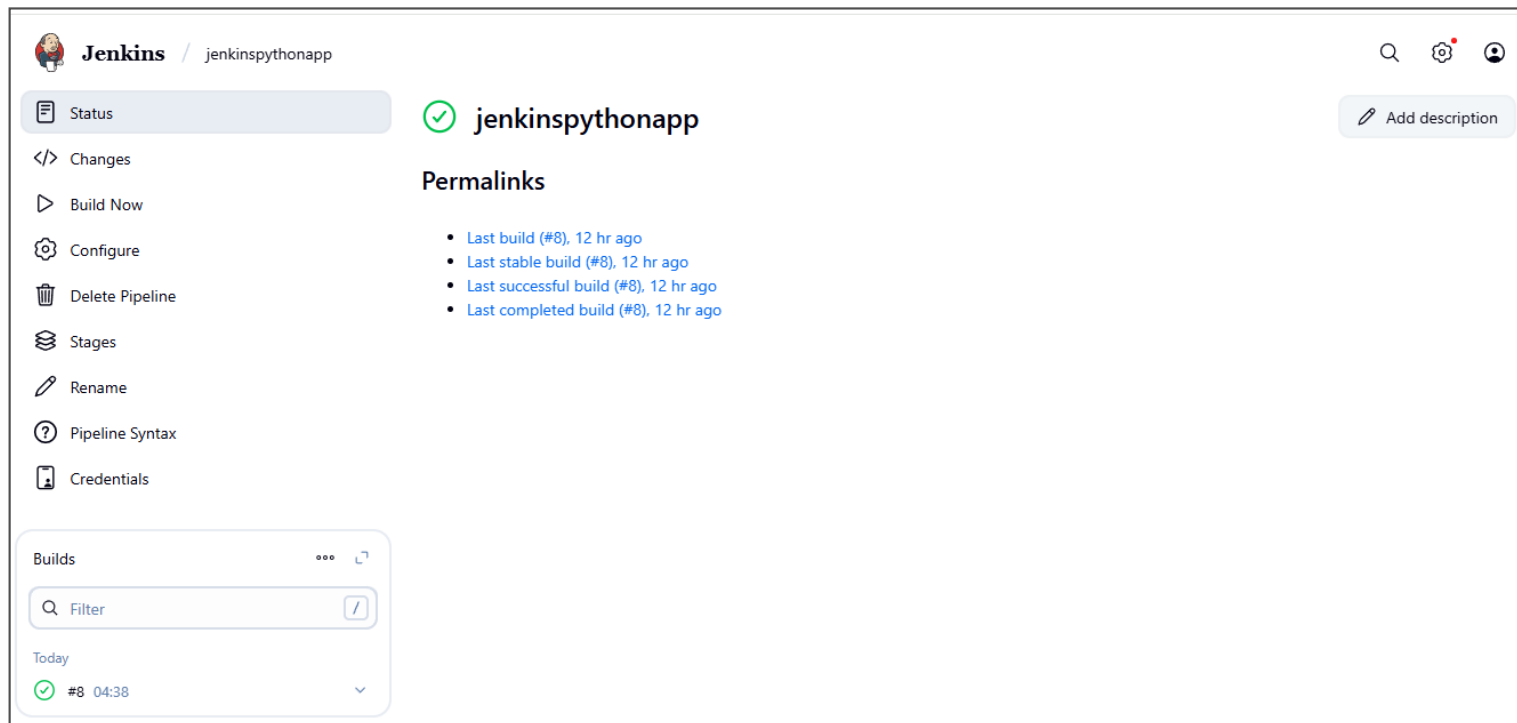 Jenkins / jenkinspythonapp
Status
Changes
Build Now
Configure
Delete Pipeline
Stages
Rename
Pipeline Syntax
Credentials
Builds
Filter /
Today
#8 04:38
jenkinspythonapp
Add description
Permalinks
Last build (#8), 12 hr ago
Last stable build (#8), 12 hr ago
Last successful build (#8), 12 hr ago
Last completed build (#8), 12 hr ago